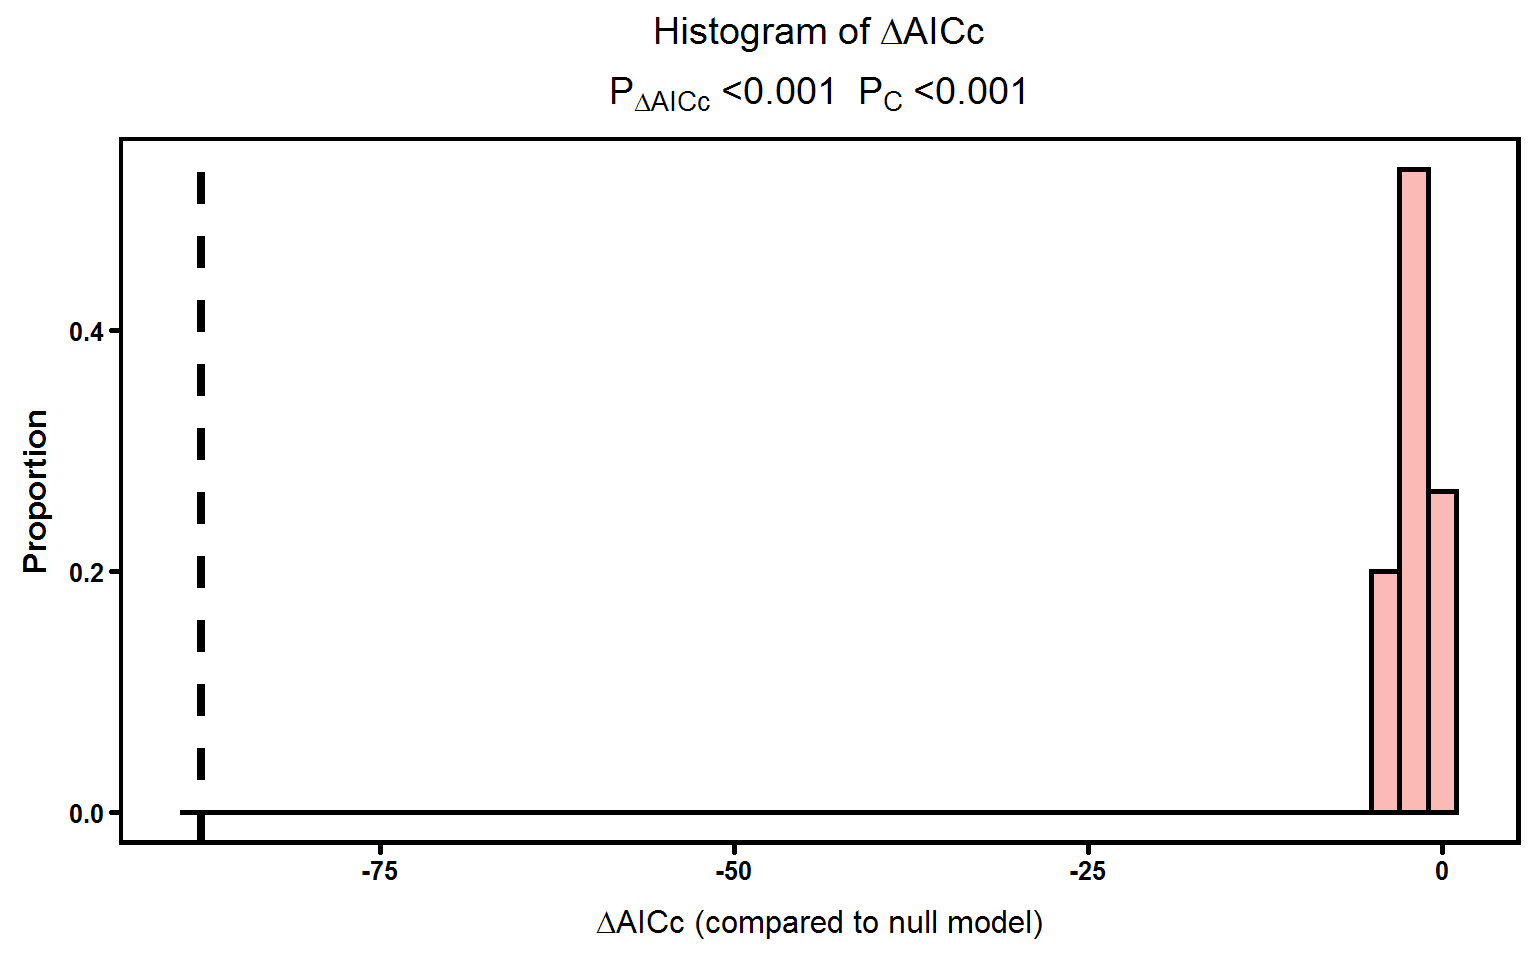 Histogram of ΔAICc
PΔAICc <0.001 PC <0.001
Proportion
0.4
0.2
0.0
-75 -50 -25 0
ΔAICc (compared to null model)